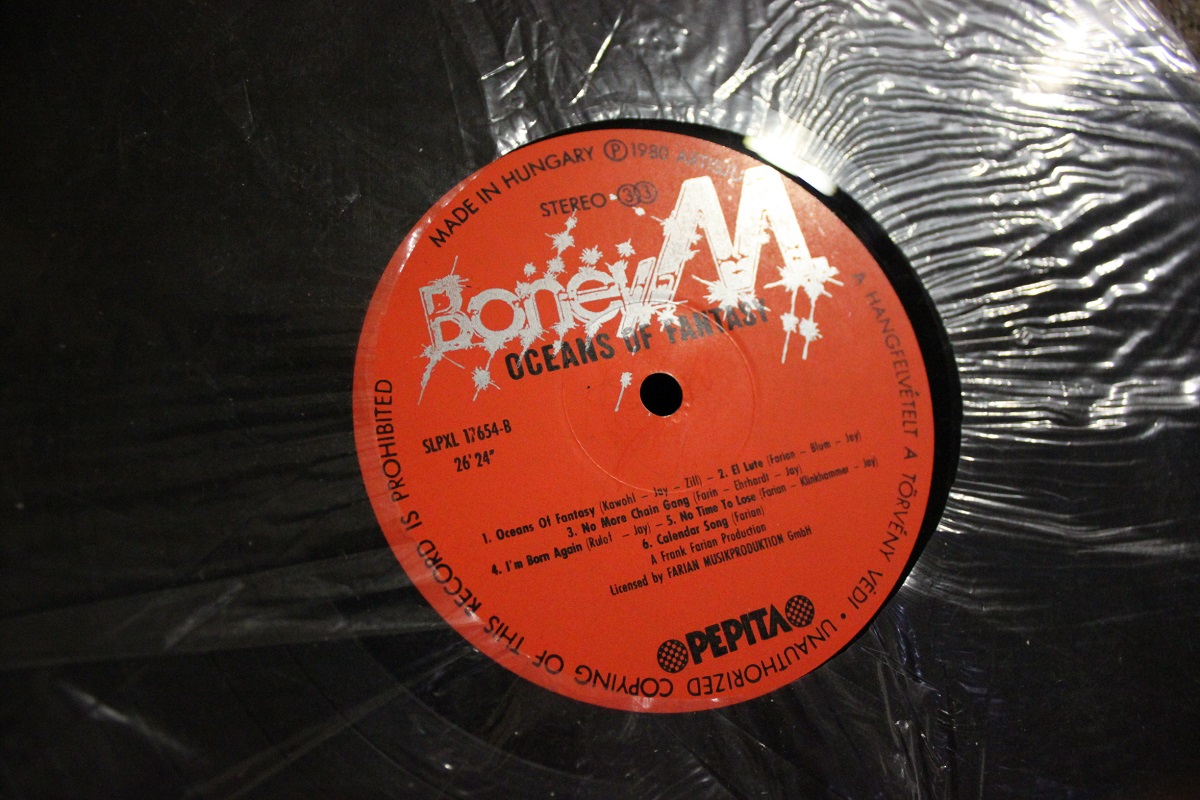 MADE IN HUNGARY Ⓟ 1980
STEREO 33
Boney M.
OCEANS OF FANTASY
SLPXL 17654-B
26' 24"
1. Oceans Of Fantasy (Kawohl – Jay – Zill) – 2. El Lute (Farian – Blum – Jay)
3. No More Chain Gang (Farin – Ehrhardt – Jay)
4. I'm Born Again (Rulof – Jay) – 5. No Time To Lose (Farian – Klinkhammer – Jay)
6. Calendar Song (Farian)
A Frank Farian Production
Licensed by FARIAN MUSIKPRODUKTION GmbH
PEPITA
A HANGFELVÉTELT A TÖRVÉNY VÉDI • UNAUTHORIZED COPYING OF THIS RECORD IS PROHIBITED